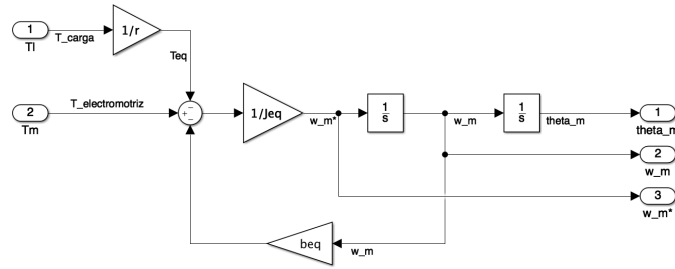 1
Tl
T_carga
1/r
Teq
2
Tm
T_electromotriz
+
−
−
1/Jeq
w_m*
1
s
w_m
1
s
theta_m
1
theta_m
2
w_m
3
w_m*
beq
w_m